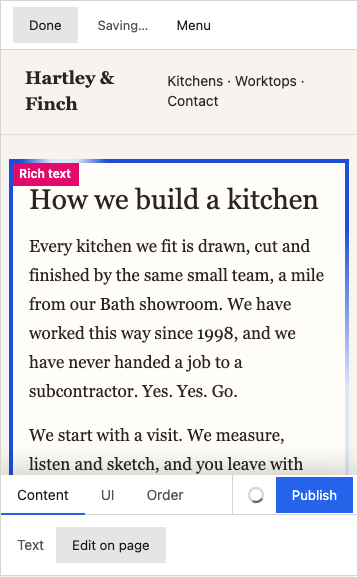 Done Saving... Menu
Hartley &
Finch
Kitchens · Worktops ·
Contact
Rich text
How we build a kitchen
Every kitchen we fit is drawn, cut and
finished by the same small team, a mile
from our Bath showroom. We have
worked this way since 1998, and we
have never handed a job to a
subcontractor. Yes. Yes. Go.
We start with a visit. We measure,
listen and sketch, and you leave with
Content UI Order Publish
Text Edit on page